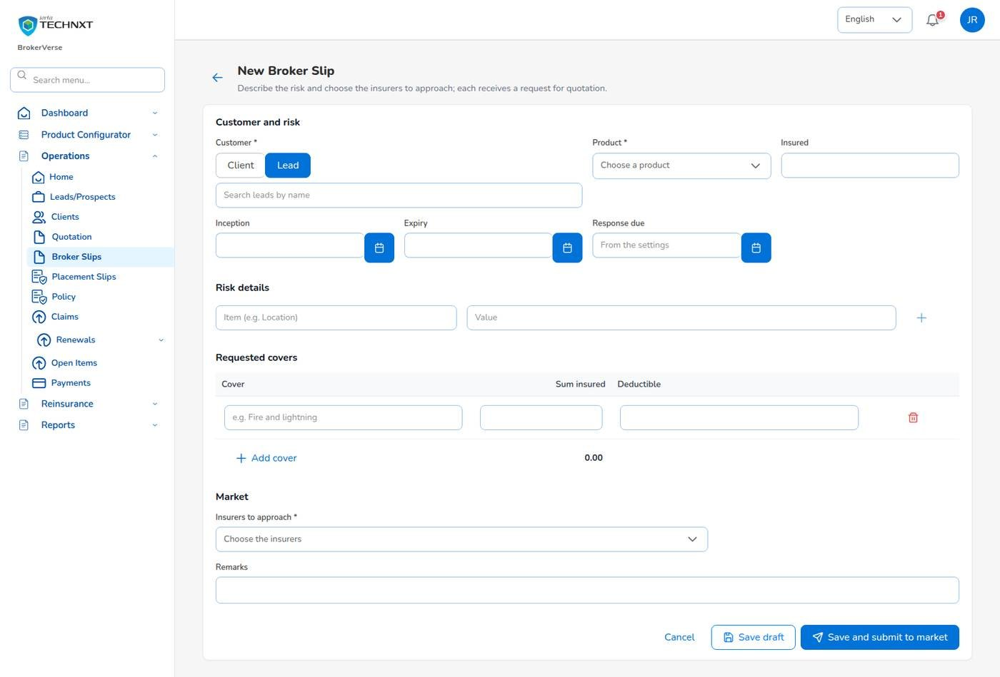 iorta
TECHNXT
BrokerVerse
English
1
JR
Search menu...
Dashboard
Product Configurator
Operations
Home
Leads/Prospects
Clients
Quotation
Broker Slips
Placement Slips
Policy
Claims
Renewals
Open Items
Payments
Reinsurance
Reports
New Broker Slip
Describe the risk and choose the insurers to approach; each receives a request for quotation.
Customer and risk
Customer * Product * Insured
Client Lead Choose a product
Search leads by name
Inception Expiry Response due
From the settings
Risk details
Item (e.g. Location) Value
Requested covers
Cover Sum insured Deductible
e.g. Fire and lightning
Add cover 0.00
Market
Insurers to approach *
Choose the insurers
Remarks
Cancel Save draft Save and submit to market